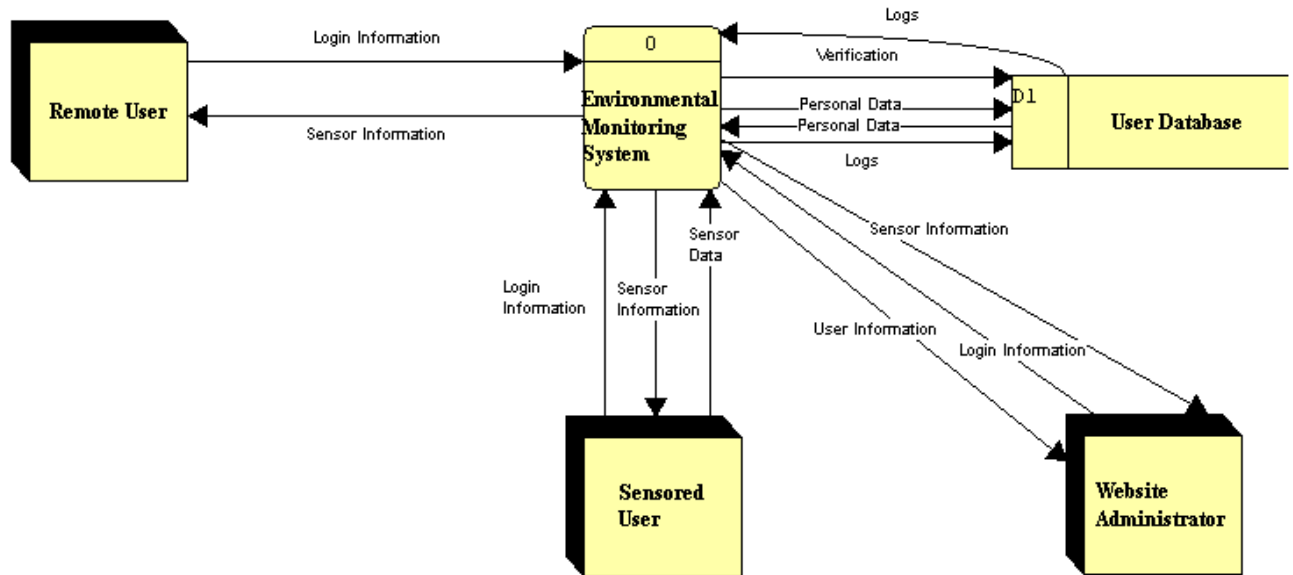 Logs
Login Information
0
Verification
Remote User
Environmental
Monitoring
System
D1
User Database
Personal Data
Personal Data
Sensor Information
Logs
Sensor
Data
Sensor Information
Login
Information
Sensor
Information
User Information
Login Information
Sensored
User
Website
Administrator